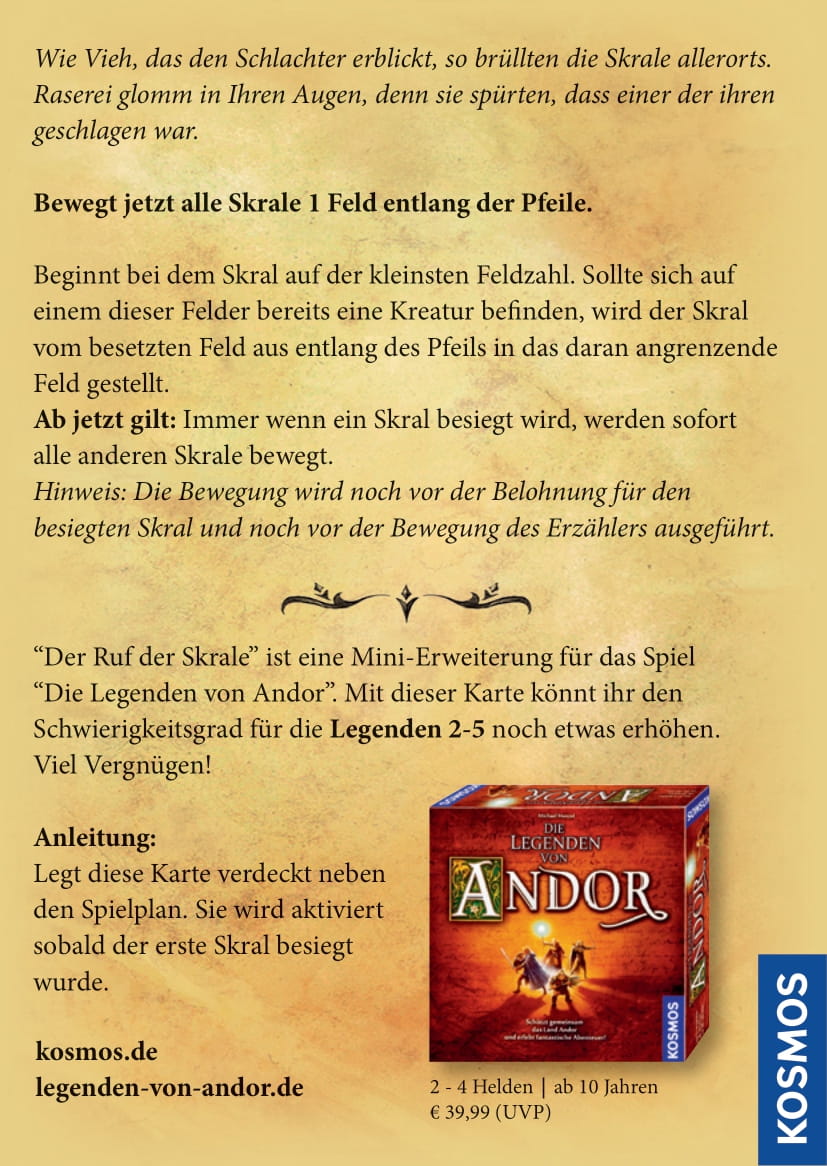 Wie Vieh, das den Schlachter erblickt, so brüllten die Skrale allerorts.
Raserei glomm in Ihren Augen, denn sie spürten, dass einer der ihren
geschlagen war.
Bewegt jetzt alle Skrale 1 Feld entlang der Pfeile.
Beginnt bei dem Skral auf der kleinsten Feldzahl. Sollte sich auf
einem dieser Felder bereits eine Kreatur befinden, wird der Skral
vom besetzten Feld aus entlang des Pfeils in das daran angrenzende
Feld gestellt.
Ab jetzt gilt: Immer wenn ein Skral besiegt wird, werden sofort
alle anderen Skrale bewegt.
Hinweis: Die Bewegung wird noch vor der Belohnung für den
besiegten Skral und noch vor der Bewegung des Erzählers ausgeführt.
“Der Ruf der Skrale” ist eine Mini-Erweiterung für das Spiel
“Die Legenden von Andor”. Mit dieser Karte könnt ihr den
Schwierigkeitsgrad für die Legenden 2-5 noch etwas erhöhen.
Viel Vergnügen!
Anleitung:
Legt diese Karte verdeckt neben
den Spielplan. Sie wird aktiviert
sobald der erste Skral besiegt
wurde.
kosmos.de
legenden-von-andor.de
KOSMOS
ANDOR
KOSMOS
Michael Menzel
DIE
LEGENDEN
VON
ANDOR
ANDOR
Schützt gemeinsam
das Land Andor
und erlebt fantastische Abenteuer!
KOSMOS
2 - 4 Helden | ab 10 Jahren
€ 39,99 (UVP)
KOSMOS